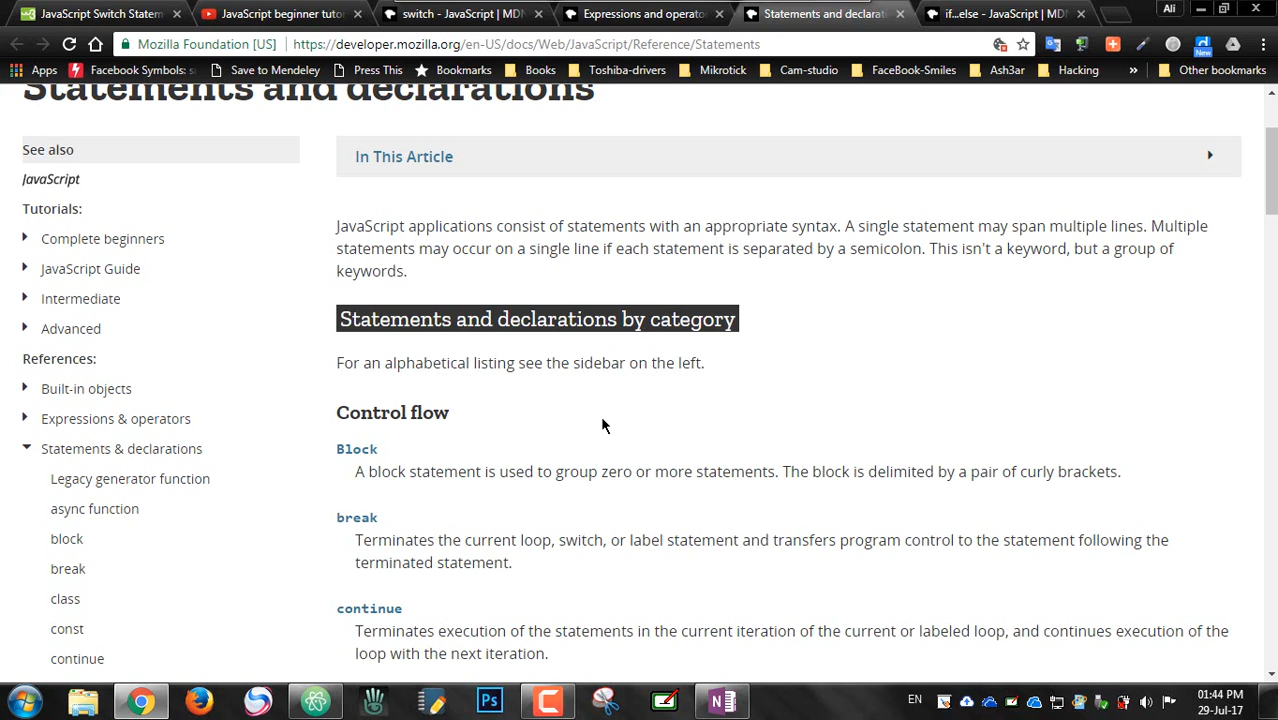 JavaScript Switch Statem
JavaScript beginner tuto
switch - JavaScript | MDN
Expressions and operato
Statements and declarat
if...else - JavaScript | MD
Ali
Mozilla Foundation [US]
https://developer.mozilla.org/en-US/docs/Web/JavaScript/Reference/Statements
New
Apps
Facebook Symbols: s
Save to Mendeley
Press This
Bookmarks
Books
Toshiba-drivers
Mikrotick
Cam-studio
FaceBook-Smiles
Ash3ar
Hacking
»
Other bookmarks
Statements and declarations
See also
JavaScript
Tutorials:
Complete beginners
JavaScript Guide
Intermediate
Advanced
References:
Built-in objects
Expressions & operators
Statements & declarations
Legacy generator function
async function
block
break
class
const
continue
In This Article
JavaScript applications consist of statements with an appropriate syntax. A single statement may span multiple lines. Multiple
statements may occur on a single line if each statement is separated by a semicolon. This isn't a keyword, but a group of
keywords.
Statements and declarations by category
For an alphabetical listing see the sidebar on the left.
Control flow
Block
A block statement is used to group zero or more statements. The block is delimited by a pair of curly brackets.
break
Terminates the current loop, switch, or label statement and transfers program control to the statement following the
terminated statement.
continue
Terminates execution of the statements in the current iteration of the current or labeled loop, and continues execution of the
loop with the next iteration.
Ps
EN
01:44 PM
29-Jul-17